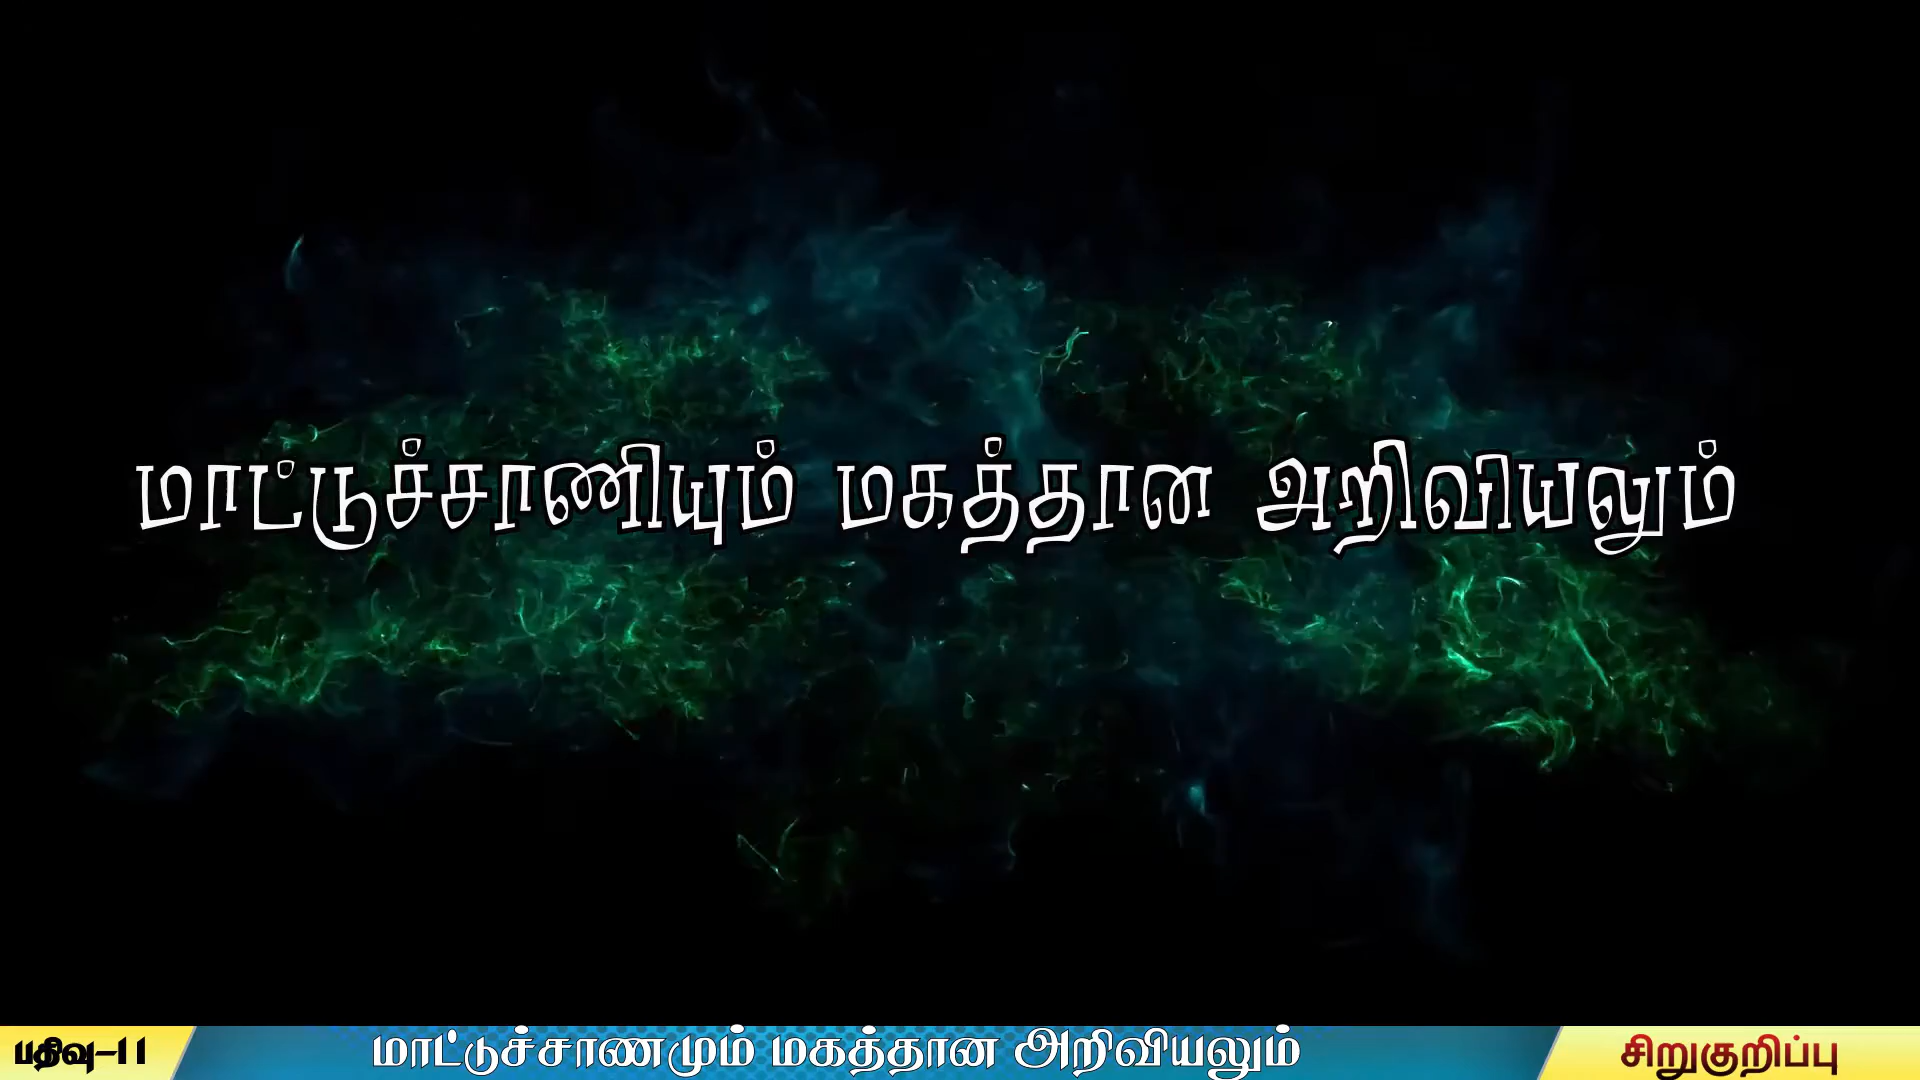 மாட்டுச்சாணியும் மகத்தான அறிவியலும்
பதிவு-11
மாட்டுச்சாணமும் மகத்தான அறிவியலும்
சிறுகுறிப்பு